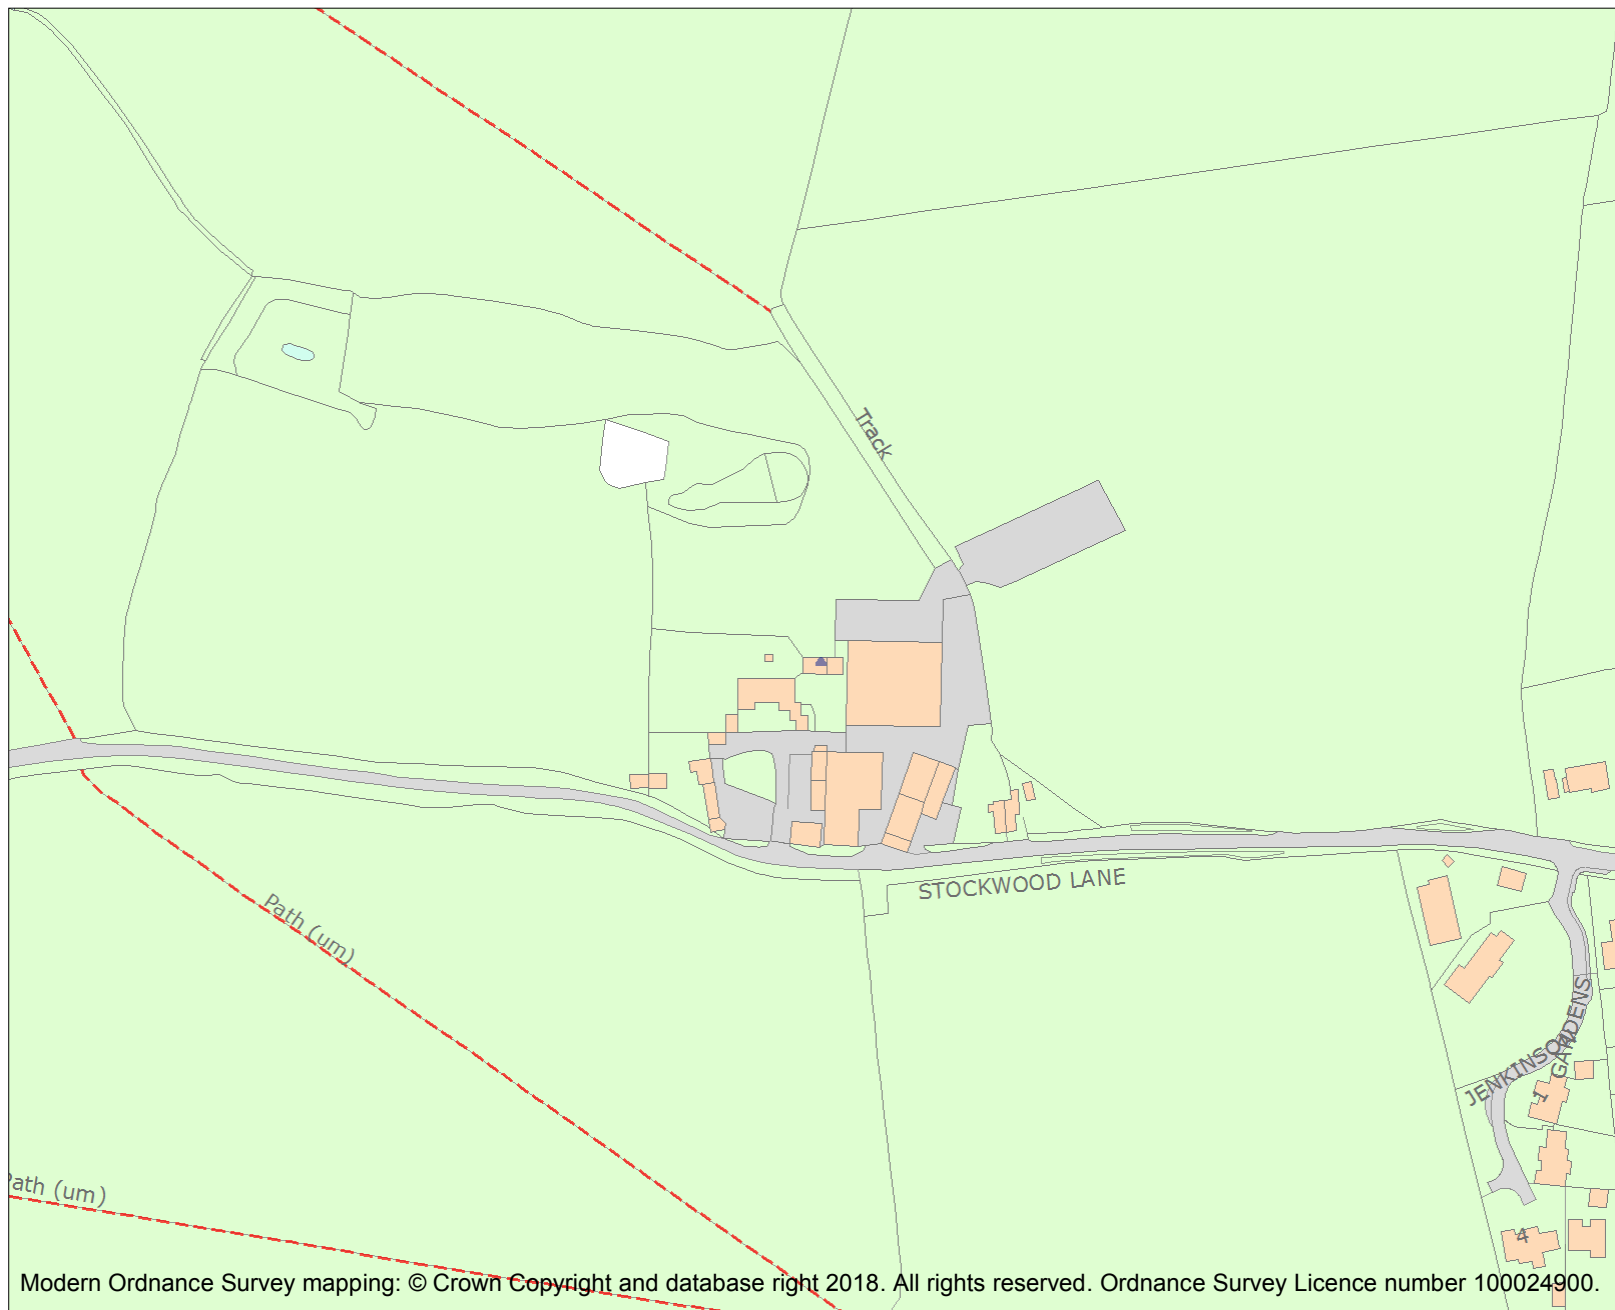 Track
STOCKWOOD LANE
Path (um)
JENKINSON
GARDENS
1
Path (um)
4
Modern Ordnance Survey mapping: © Crown Copyright and database right 2018. All rights reserved. Ordnance Survey Licence number 100024900.